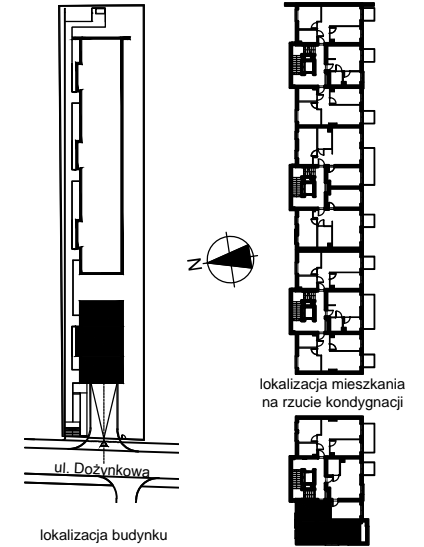 N
lokalizacja mieszkania
na rzucie kondygnacji
ul. Dożynkowa
lokalizacja budynku